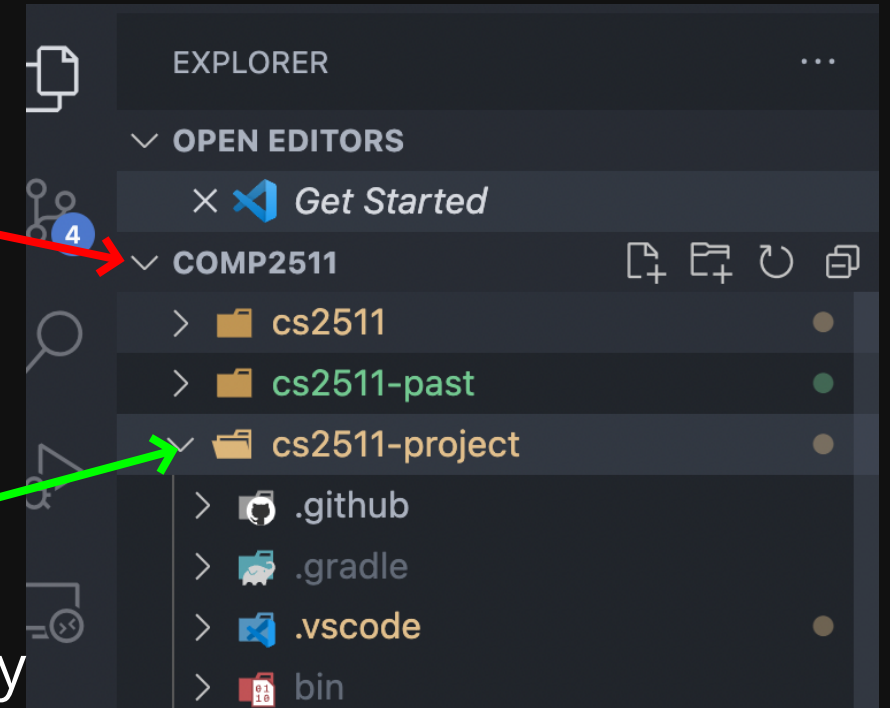 EXPLORER ...
OPEN EDITORS
Get Started
4
COMP2511
cs2511
cs2511-past
cs2511-project
.github
.gradle
.vscode
y
bin